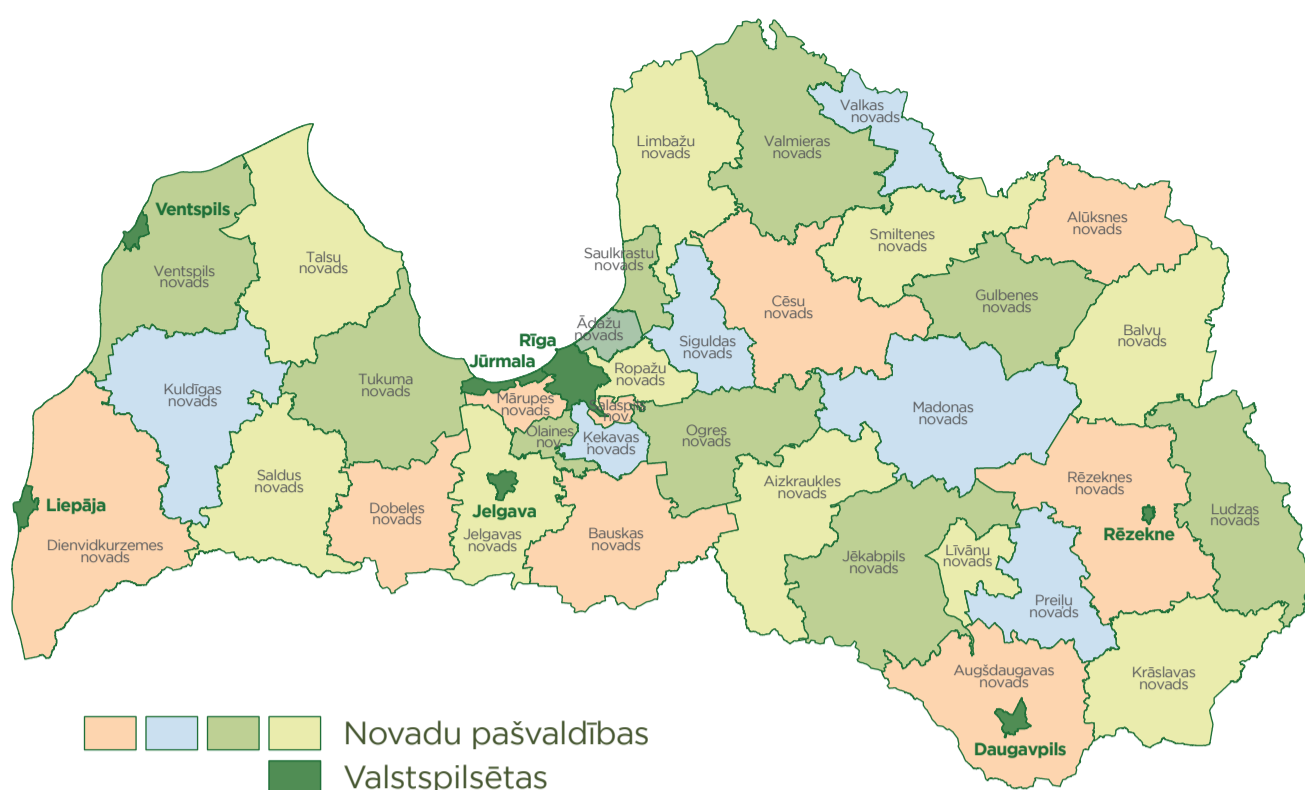 Valkas
novads
Limbažu
novads
Valmieras
novads
Ventspils
Alūksnes
novads
Smiltenes
novads
Saulkrastu
novads
Talsu
novads
Ventspils
novads
Cēsu
novads
Gulbenes
novads
Ādažu
novads
Balvu
novads
Rīga
Jūrmala
Siguldas
novads
Ropažu
novads
Kuldīgas
novads
Tukuma
novads
Mārupes
novads
Salaspils
nov.
Madonas
novads
Olaines
nov.
Ķekavas
novads
Ogres
novads
Saldus
novads
Aizkraukles
novads
Rēzeknes
novads
Liepāja
Dobeles
novads
Jelgava
Ludzas
novads
Dienvidkurzemes
novads
Jelgavas
novads
Bauskas
novads
Rēzekne
Jēkabpils
novads
Līvānu
novads
Preiļu
novads
Augšdaugavas
novads
Krāslavas
novads
Daugavpils
Novadu pašvaldības
Valstspilsētas